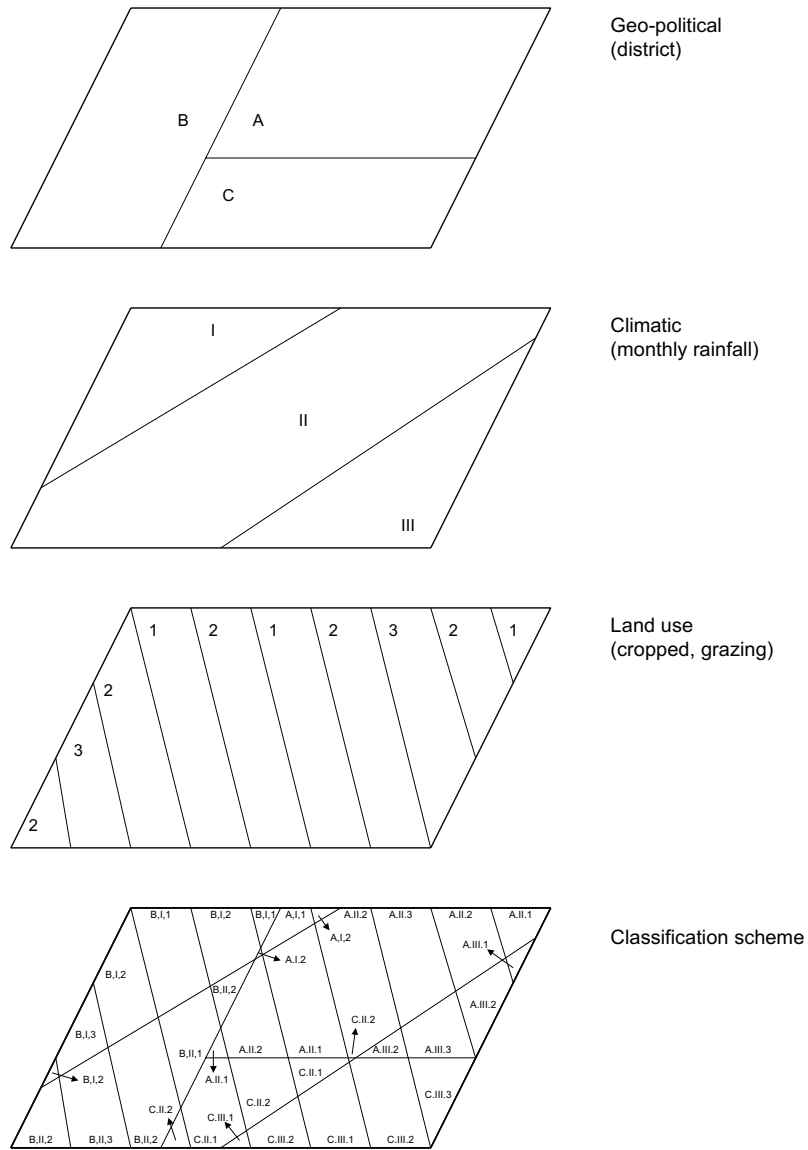 Geo-political
(district)
B
A
C
Climatic
(monthly rainfall)
I
II
III
Land use
(cropped, grazing)
1 2 1 2 3 2 1
2
3
2
Classification scheme
B,I,1 B,I,2 B,I,1 A,I,1 A.II.2 A.II.3 A.II.2 A.II.1
A,I,2
A.III.1
A.I.2
B,I,2
B,II,2
A.III.2
C.II.2
B,I,3
B,II,1 A.II.2 A.II.1 A.III.2 A.III.3
C.II.1
B,I,2
A.II.1
C.III.3
C.II.2
C.II.2
C.III.1
B,II,2 B,II,3 B,II,2 C.II.1 C.III.2 C.III.1 C.III.2